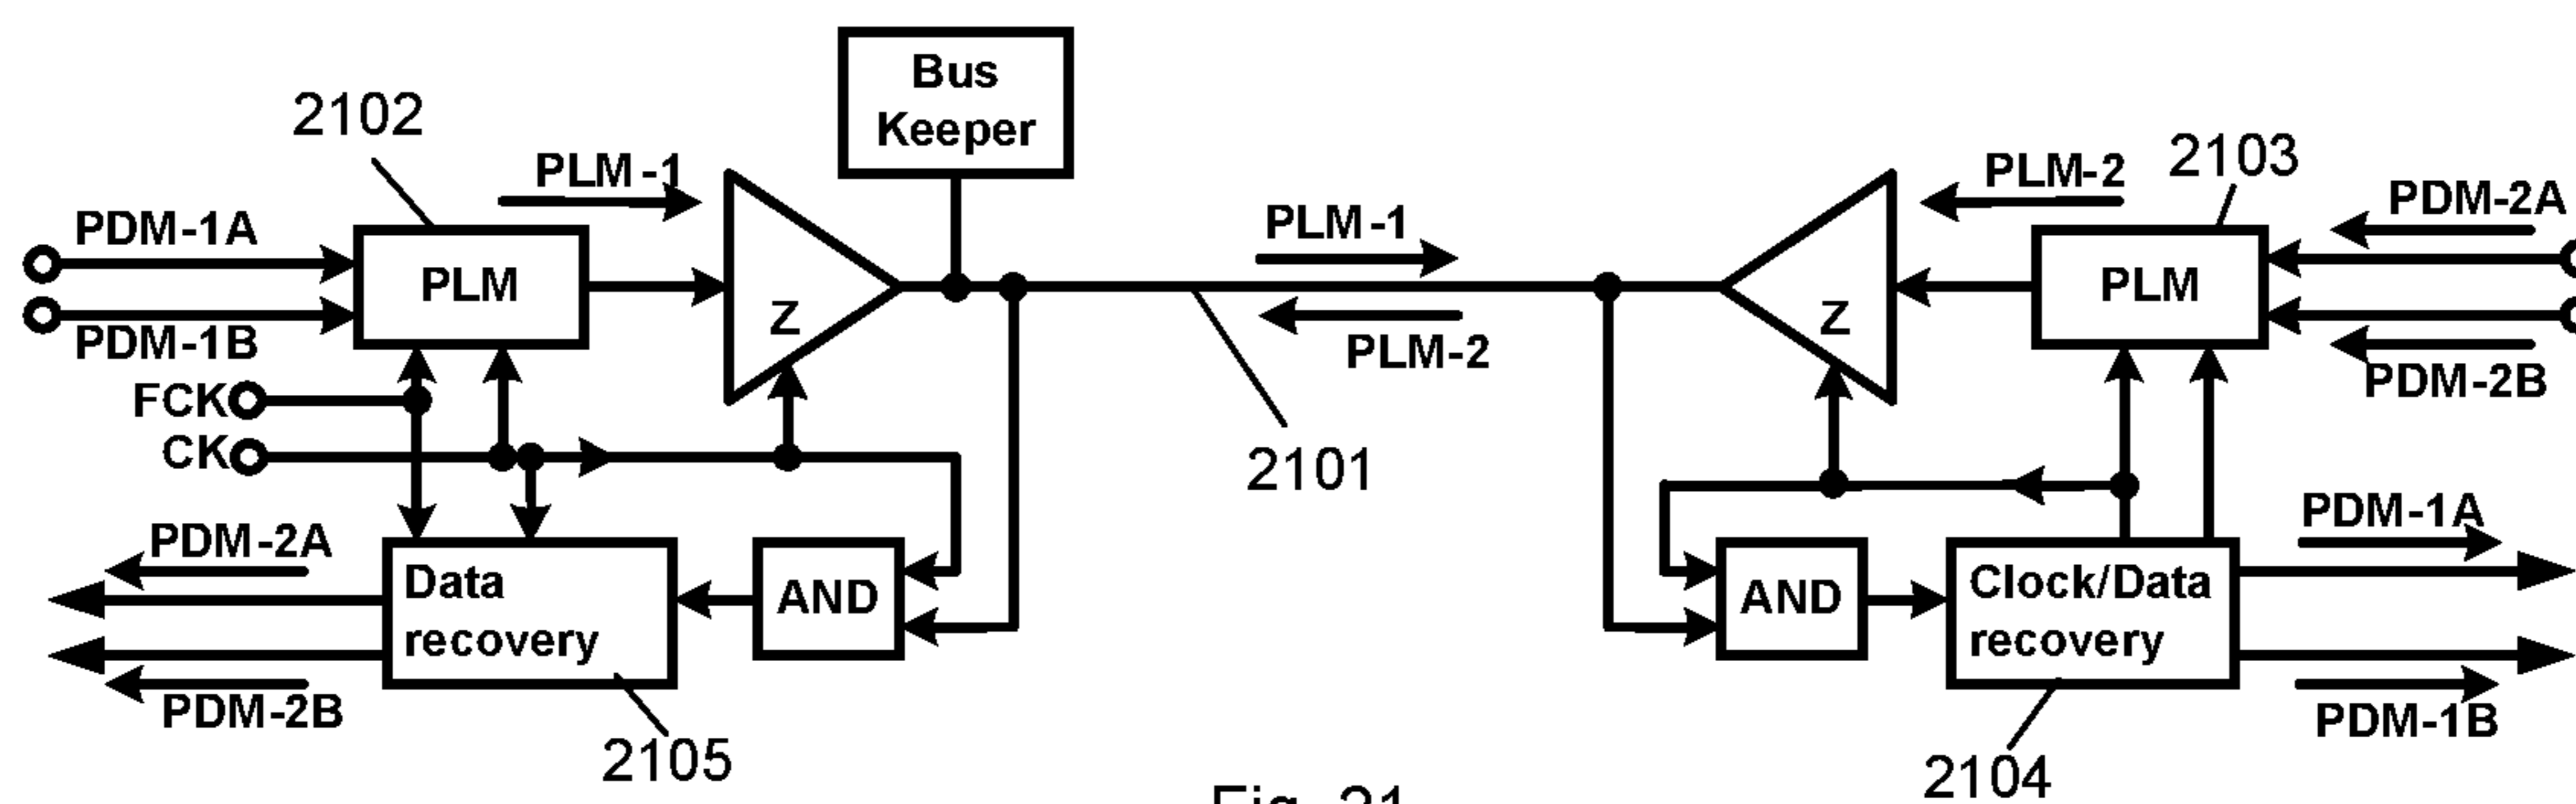 Bus
Keeper
2102
PLM-1
PLM-2
2103
PDM-1A
PLM
PDM-1B
Z
PLM-1
PLM-2
Z
PLM
PDM-2A
PDM-2B
FCK
CK
2101
PDM-2A
Data
recovery
PDM-2B
AND
AND
Clock/Data
recovery
PDM-1A
PDM-1B
2105
2104
Fig. 21